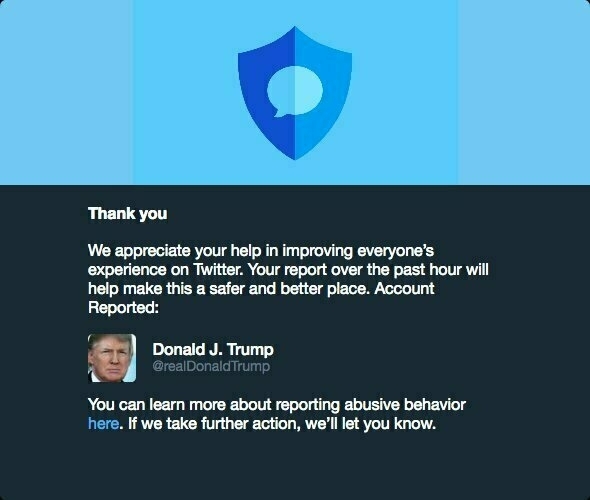 Thank you
We appreciate your help in improving everyone's
experience on Twitter. Your report over the past hour will
help make this a safer and better place. Account
Reported:
Donald J. Trump
@realDonaldTrump
You can learn more about reporting abusive behavior
here. If we take further action, we'll let you know.